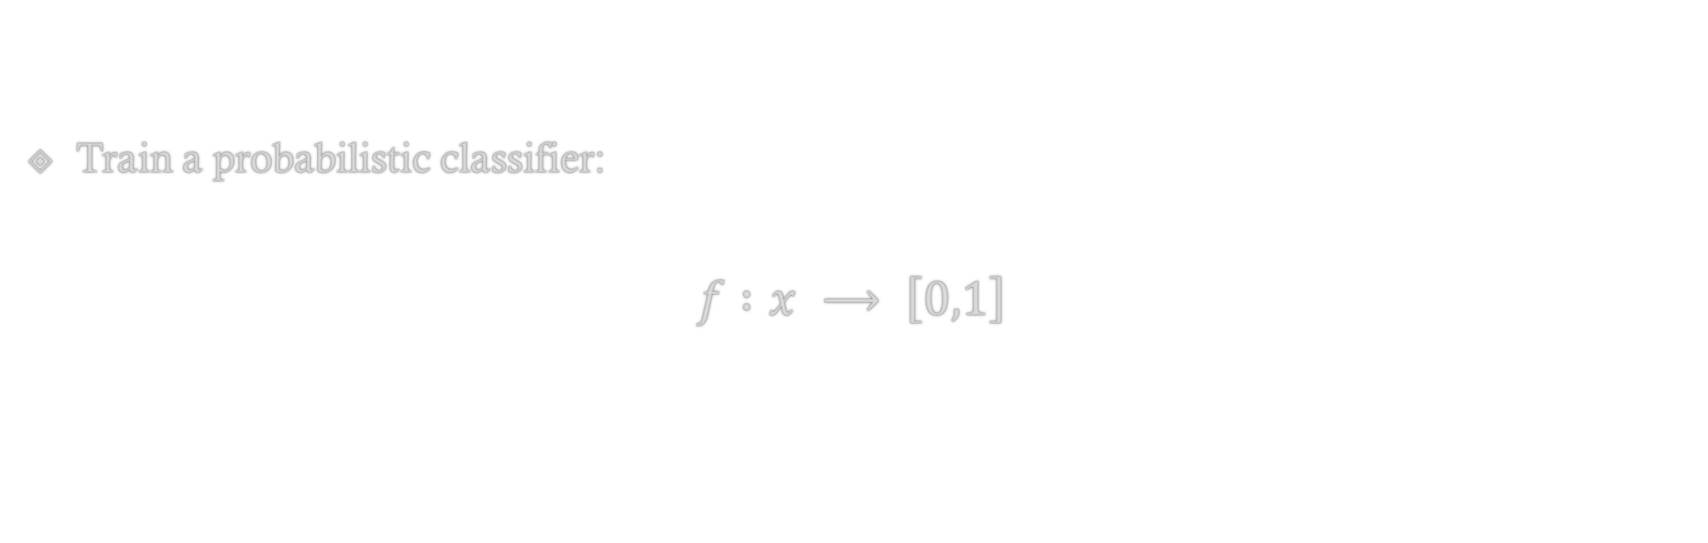 ◈ Train a probabilistic classifier:
f : x ⟶ [0,1]